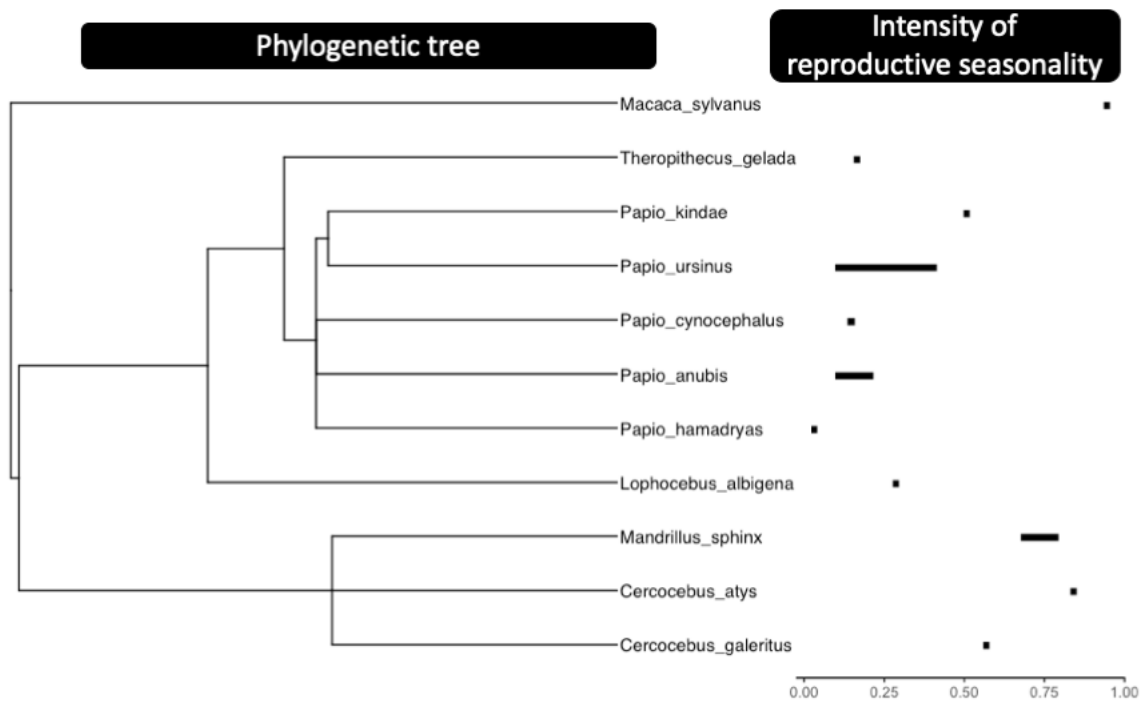 Phylogenetic tree
Intensity of
reproductive seasonality
Macaca_sylvanus
Theropithecus_gelada
Papio_kindae
Papio_ursinus
Papio_cynocephalus
Papio_anubis
Papio_hamadryas
Lophocebus_albigena
Mandrillus_sphinx
Cercocebus_atys
Cercocebus_galeritus
0.00 0.25 0.50 0.75 1.00